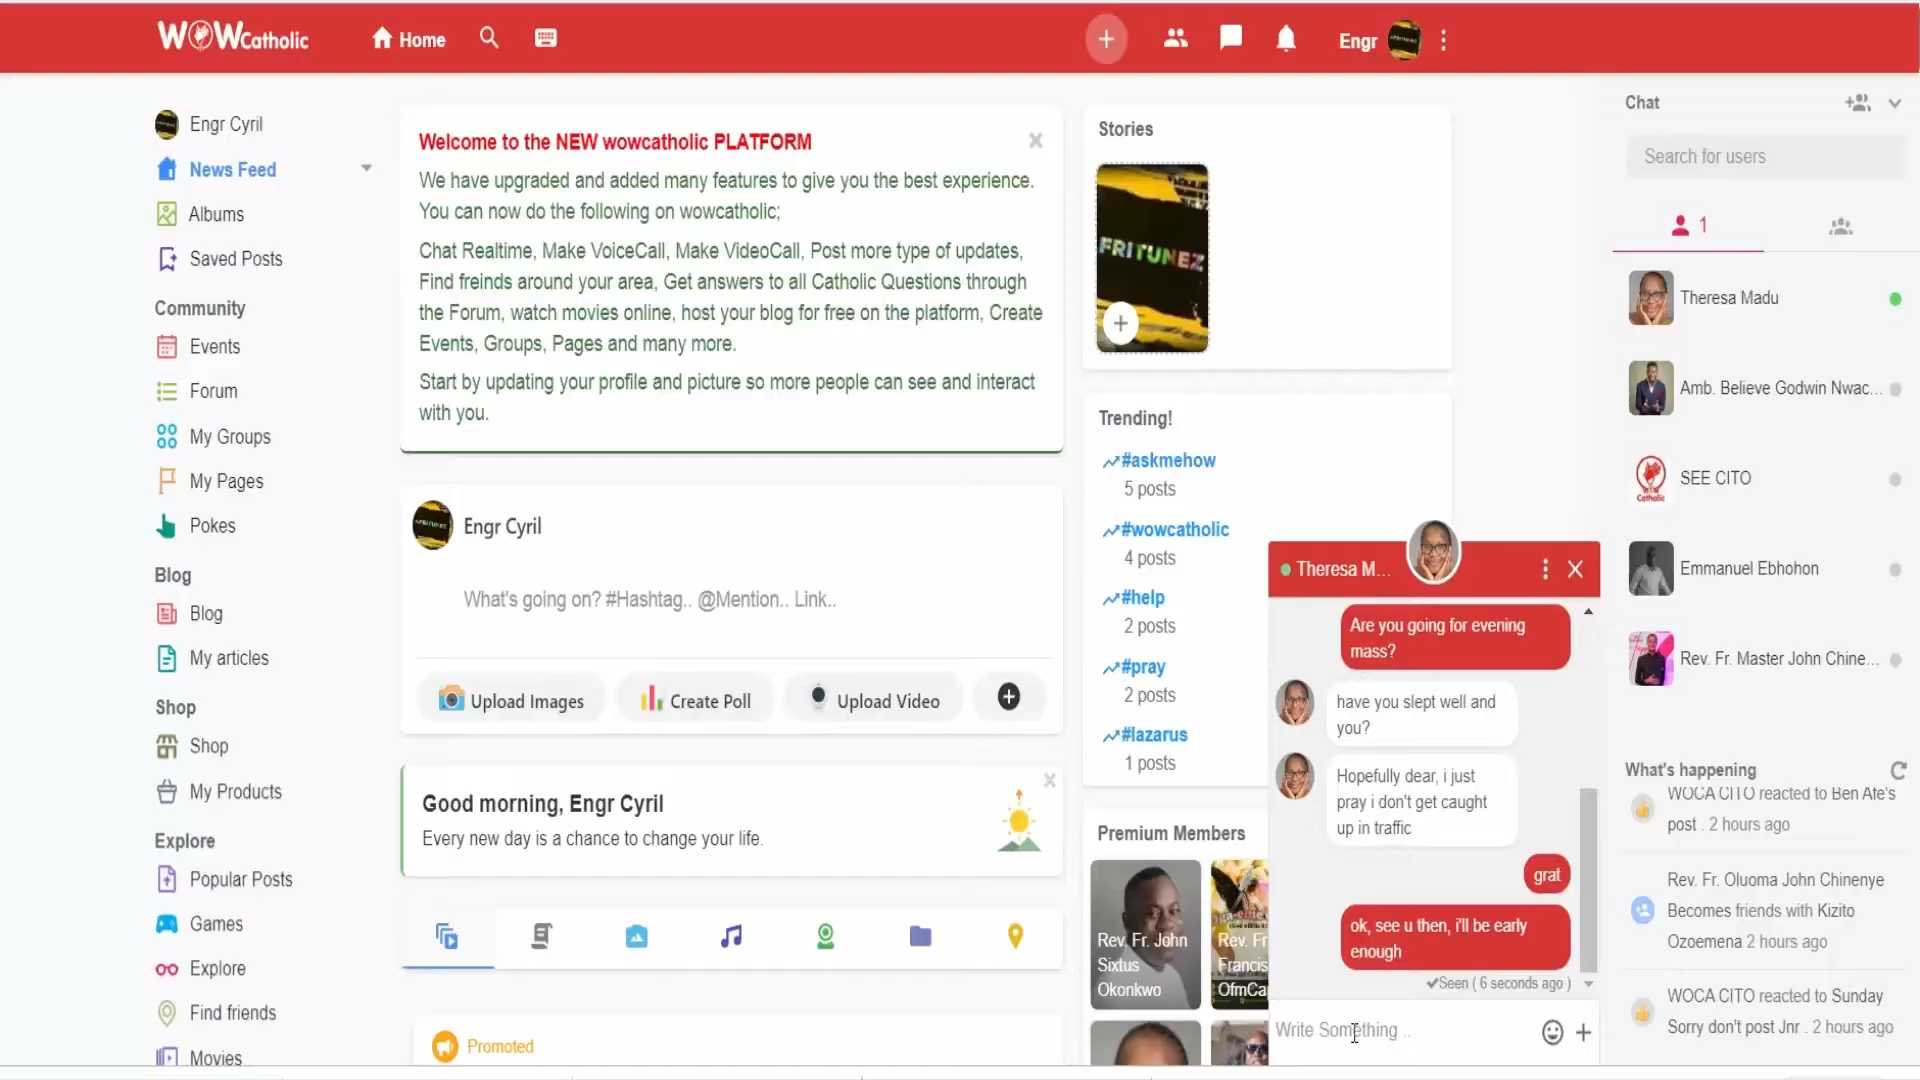 WOWCatholic
Home
Engr
Engr Cyril
News Feed
Albums
Saved Posts
Community
Events
Forum
My Groups
My Pages
Pokes
Blog
Blog
My articles
Shop
Shop
My Products
Explore
Popular Posts
Games
Explore
Find friends
Movies
Welcome to the NEW wowcatholic PLATFORM
We have upgraded and added many features to give you the best experience.
You can now do the following on wowcatholic;
Chat Realtime, Make VoiceCall, Make VideoCall, Post more type of updates,
Find freinds around your area, Get answers to all Catholic Questions through
the Forum, watch movies online, host your blog for free on the platform, Create
Events, Groups, Pages and many more.
Start by updating your profile and picture so more people can see and interact
with you.
Engr Cyril
What's going on? #Hashtag.. @Mention.. Link..
Upload Images
Create Poll
Upload Video
Good morning, Engr Cyril
Every new day is a chance to change your life.
Promoted
Stories
FRITUNEZ
Trending!
#askmehow
5 posts
#wowcatholic
4 posts
#help
2 posts
#pray
2 posts
#lazarus
1 posts
Premium Members
Rev. Fr. John
Sixtus
Okonkwo
Rev. Fr
Francis
OfmCa
Theresa M...
Are you going for evening
mass?
have you slept well and
you?
Hopefully dear, i just
pray i don't get caught
up in traffic
grat
ok, see u then, i'll be early
enough
Seen ( 6 seconds ago )
Write Something ..
Chat
Search for users
1
Theresa Madu
Amb. Believe Godwin Nwac...
SEE CITO
Catholic
Emmanuel Ebhohon
Rev. Fr. Master John Chine...
What's happening
WOCA CITO reacted to Ben Afe's
post . 2 hours ago
Rev. Fr. Oluoma John Chinenye
Becomes friends with Kizito
Ozoemena 2 hours ago
WOCA CITO reacted to Sunday
Sorry don't post Jnr . 2 hours ago